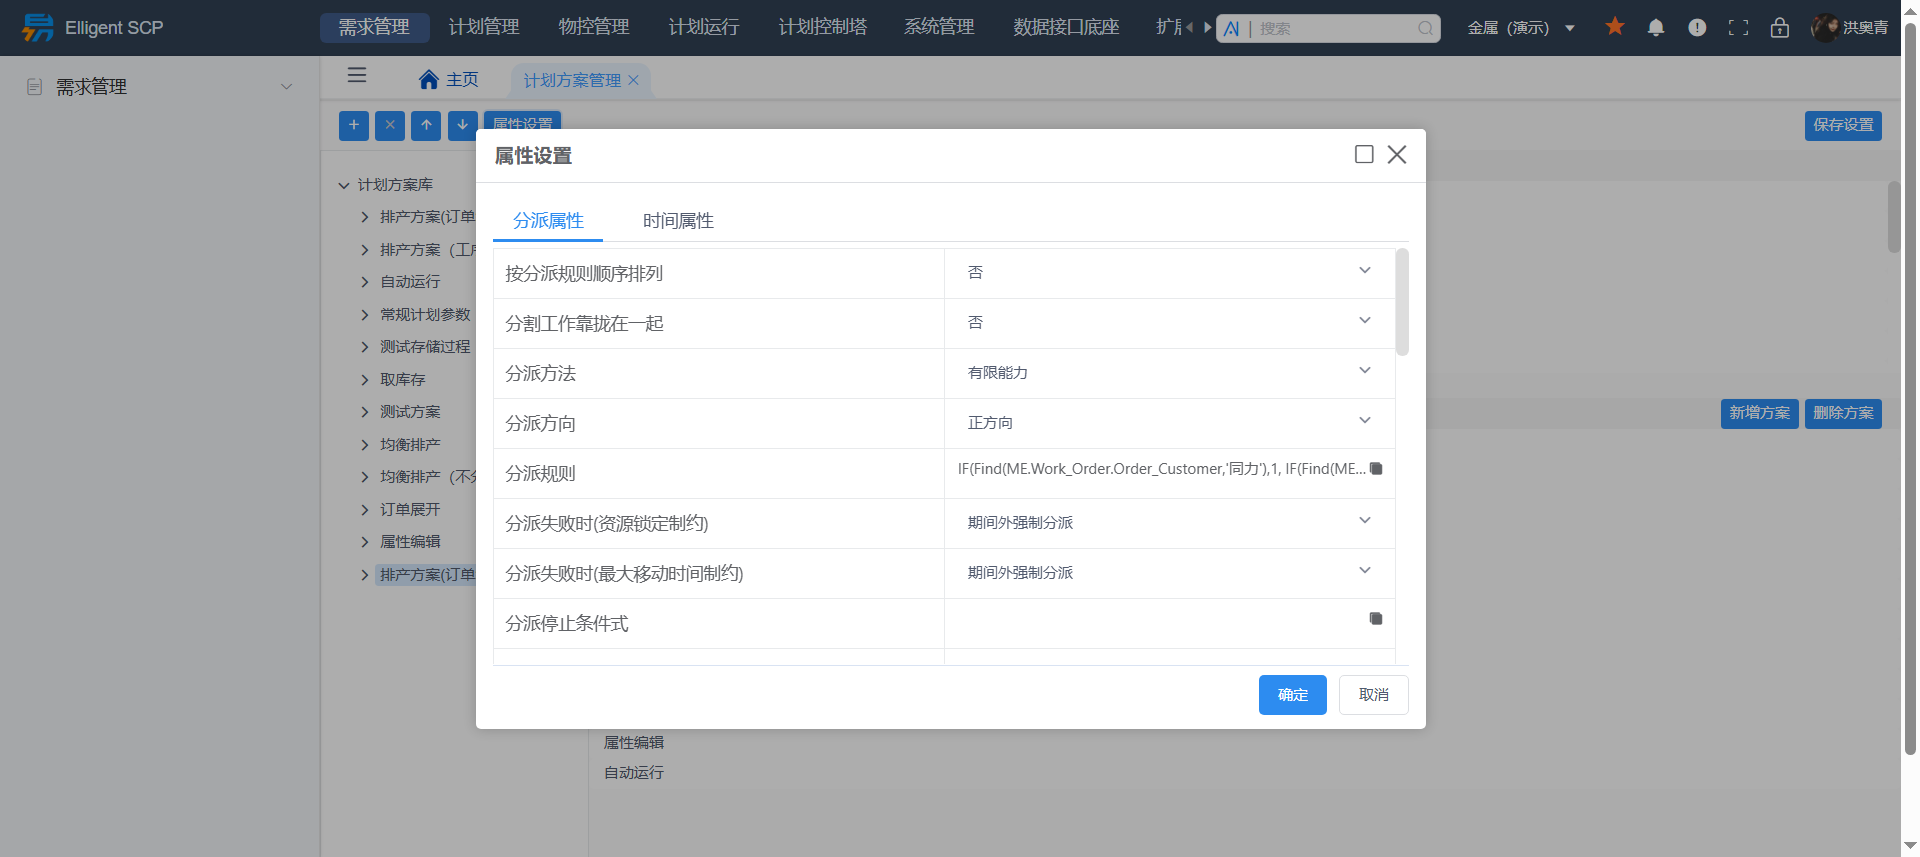 Elligent SCP
需求管理
计划管理
物控管理
计划运行
计划控制塔
系统管理
数据接口底座
AI | 搜索
金属（演示）
洪奥青
需求管理
主页
计划方案管理
属性设置
保存设置
计划方案库
排产方案(订单
排产方案（工
自动运行
常规计划参数
测试存储过程
取库存
测试方案
均衡排产
均衡排产（不
订单展开
属性编辑
排产方案(订单
新增方案
删除方案
属性设置
分派属性
时间属性
按分派规则顺序排列
否
分割工作靠拢在一起
否
分派方法
有限能力
分派方向
正方向
分派规则
IF(Find(ME.Work_Order.Order_Customer,'同力'),1, IF(Find(ME...
分派失败时(资源锁定制约)
期间外强制分派
分派失败时(最大移动时间制约)
期间外强制分派
分派停止条件式
确定
取消
属性编辑
自动运行